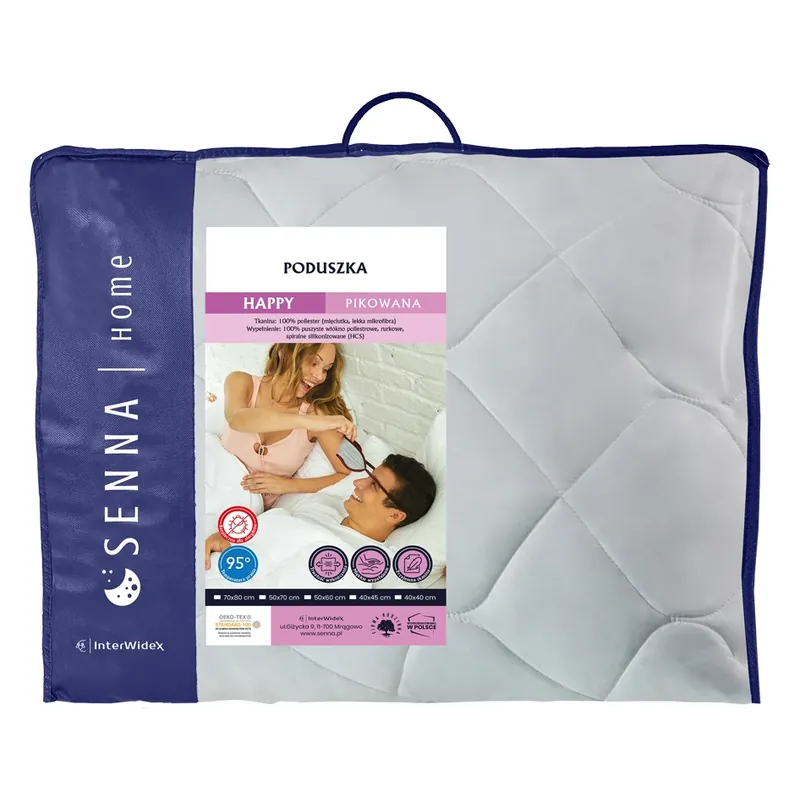 SENNA | HOME
InterWidex
PODUSZKA
HAPPY PIKOWANA
Tkanina: 100% poliester (mięciutka, lekka mikrofibra)
Wypełnienie: 100% puszyste włókno poliestrowe, rurkowe,
spiralne silikonizowane (HCS)
95°
70x80 cm 50x70 cm 50x60 cm 40x45 cm 40x40 cm
OEKO-TEX®
STANDARD 100
InterWidex
ul.Giżycka 9, 11-700 Mrągowo
www.senna.pl
FIRMA RODZINNA
W POLSCE